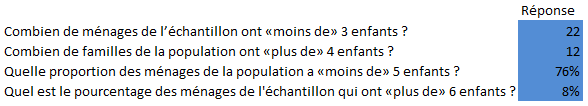 Réponse
Combien de ménages de l’échantillon ont «moins de» 3 enfants ? 22
Combien de familles de la population ont «plus de» 4 enfants ? 12
Quelle proportion des ménages de la population a «moins de» 5 enfants ? 76%
Quel est le pourcentage des ménages de l'échantillon qui ont «plus de» 6 enfants ? 8%